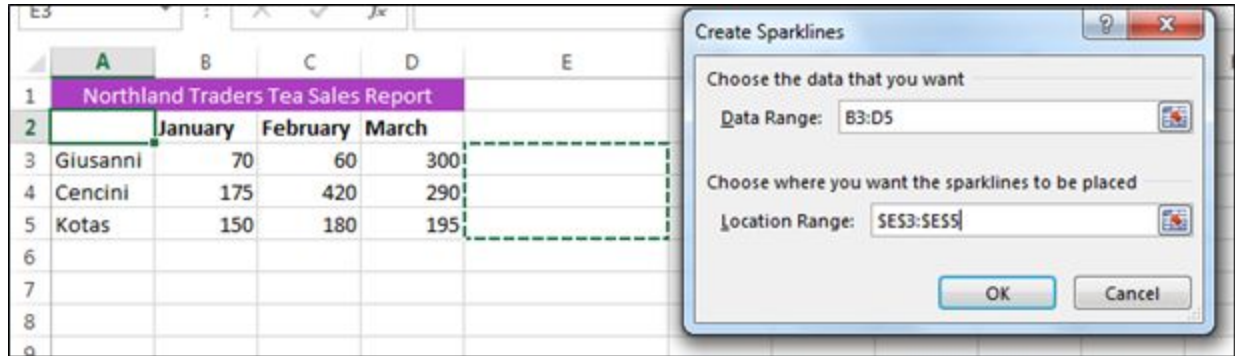 E3 fx
A B C D E
1 Northland Traders Tea Sales Report
2 January February March
3 Giusanni 70 60 300
4 Cencini 175 420 290
5 Kotas 150 180 195
6
7
8
9
Create Sparklines
? X
Choose the data that you want
Data Range: B3:D5
Choose where you want the sparklines to be placed
Location Range: $E$3:$E$5
OK Cancel